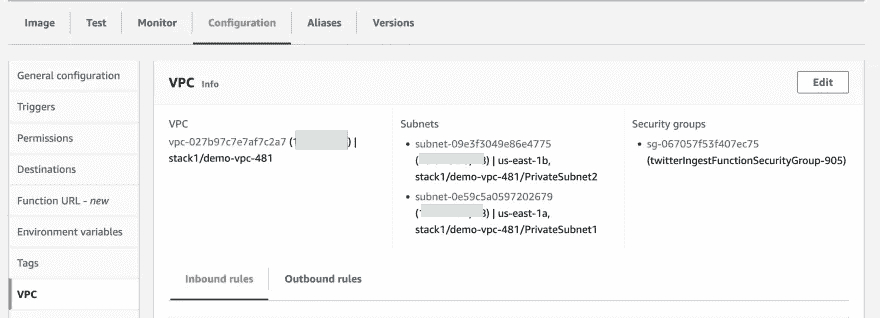 Image Test Monitor Configuration Aliases Versions
General configuration
Triggers
Permissions
Destinations
Function URL - new
Environment variables
Tags
VPC
VPC Info
Edit
VPC
vpc-027b97c7e7af7c2a7 (1 ) |
stack1/demo-vpc-481
Subnets
• subnet-09e3f3049e86e4775
( ) | us-east-1b,
stack1/demo-vpc-481/PrivateSubnet2
• subnet-0e59c5a0597202679
( ) | us-east-1a,
stack1/demo-vpc-481/PrivateSubnet1
Security groups
• sg-067057f53f407ec75
(twitterIngestFunctionSecurityGroup-905)
Inbound rules Outbound rules